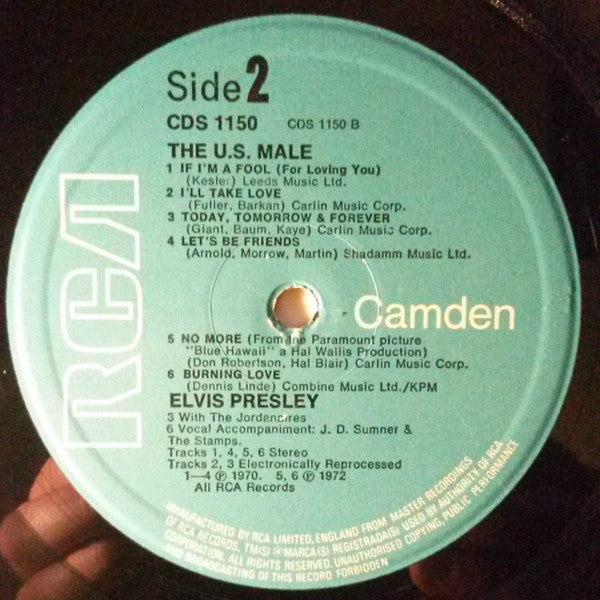 Side 2
CDS 1150 CDS 1150 B
THE U.S. MALE
1 IF I'M A FOOL (For Loving You)
(Kesler) Leeds Music Ltd.
2 I'LL TAKE LOVE
(Fuller, Barkan) Carlin Music Corp.
3 TODAY, TOMORROW & FOREVER
(Giant, Baum, Kaye) Carlin Music Corp.
4 LET'S BE FRIENDS
(Arnold, Morrow, Martin) Shadamm Music Ltd.
RCA
Camden
5 NO MORE (From the Paramount picture
"Blue Hawaii" a Hal Wallis Production)
(Don Robertson, Hal Blair) Carlin Music Corp.
6 BURNING LOVE
(Dennis Linde) Combine Music Ltd./KPM
ELVIS PRESLEY
3 With The Jordanaires
6 Vocal Accompaniment: J. D. Sumner &
The Stamps.
Tracks 1, 4, 5, 6 Stereo
Tracks 2, 3 Electronically Reprocessed
1—4 ℗ 1970. 5, 6 ℗ 1972
All RCA Records
MANUFACTURED BY RCA LIMITED, ENGLAND FROM MASTER RECORDINGS
OF RCA RECORDS. TM(S) ® MARCA(S) REGISTRADA(S) USED BY AUTHORITY OF RCA
CORPORATION. ALL RIGHTS RESERVED. UNAUTHORISED COPYING, PUBLIC PERFORMANCE
AND BROADCASTING OF THIS RECORD FORBIDDEN